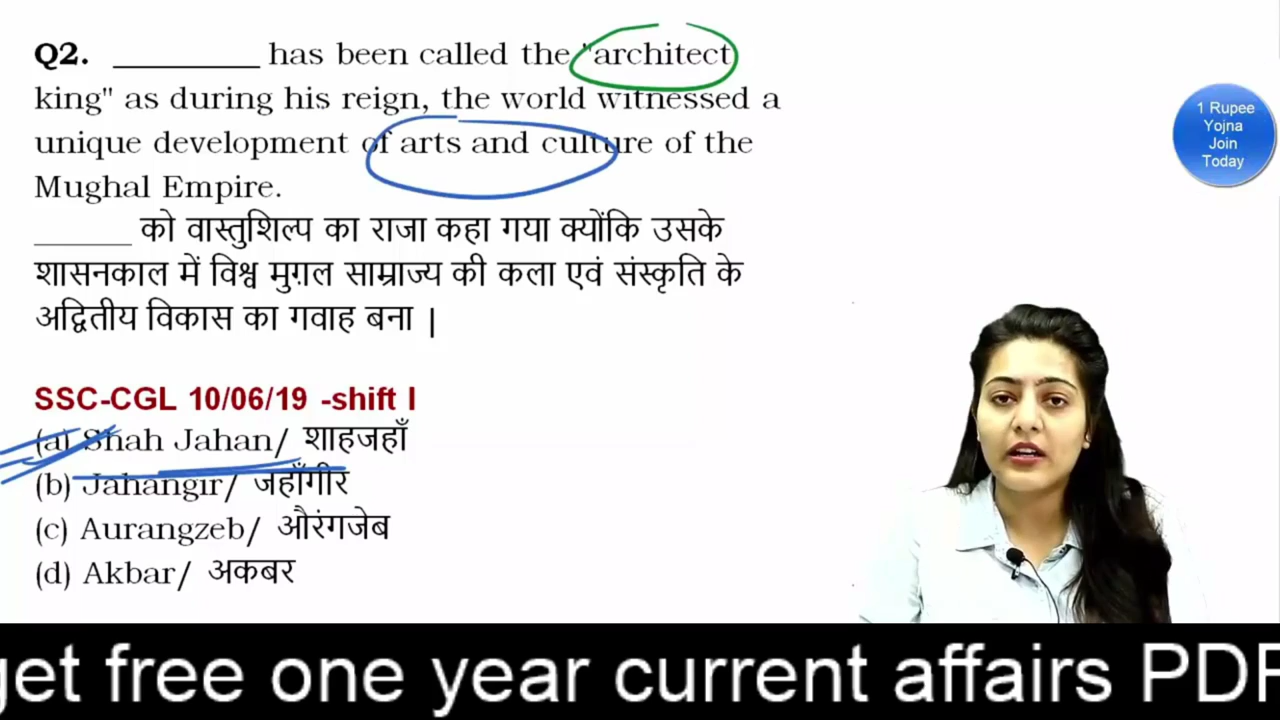 Q2. _________ has been called the "architect
king" as during his reign, the world witnessed a
unique development of arts and culture of the
Mughal Empire.
______ को वास्तुशिल्प का राजा कहा गया क्योंकि उसके
शासनकाल में विश्व मुग़ल साम्राज्य की कला एवं संस्कृति के
अद्वितीय विकास का गवाह बना |
SSC-CGL 10/06/19 -shift I
(a) Shah Jahan/ शाहजहाँ
(b) Jahangir/ जहाँगीर
(c) Aurangzeb/ औरंगजेब
(d) Akbar/ अकबर
1 Rupee
Yojna
Join
Today
get free one year current affairs PDF